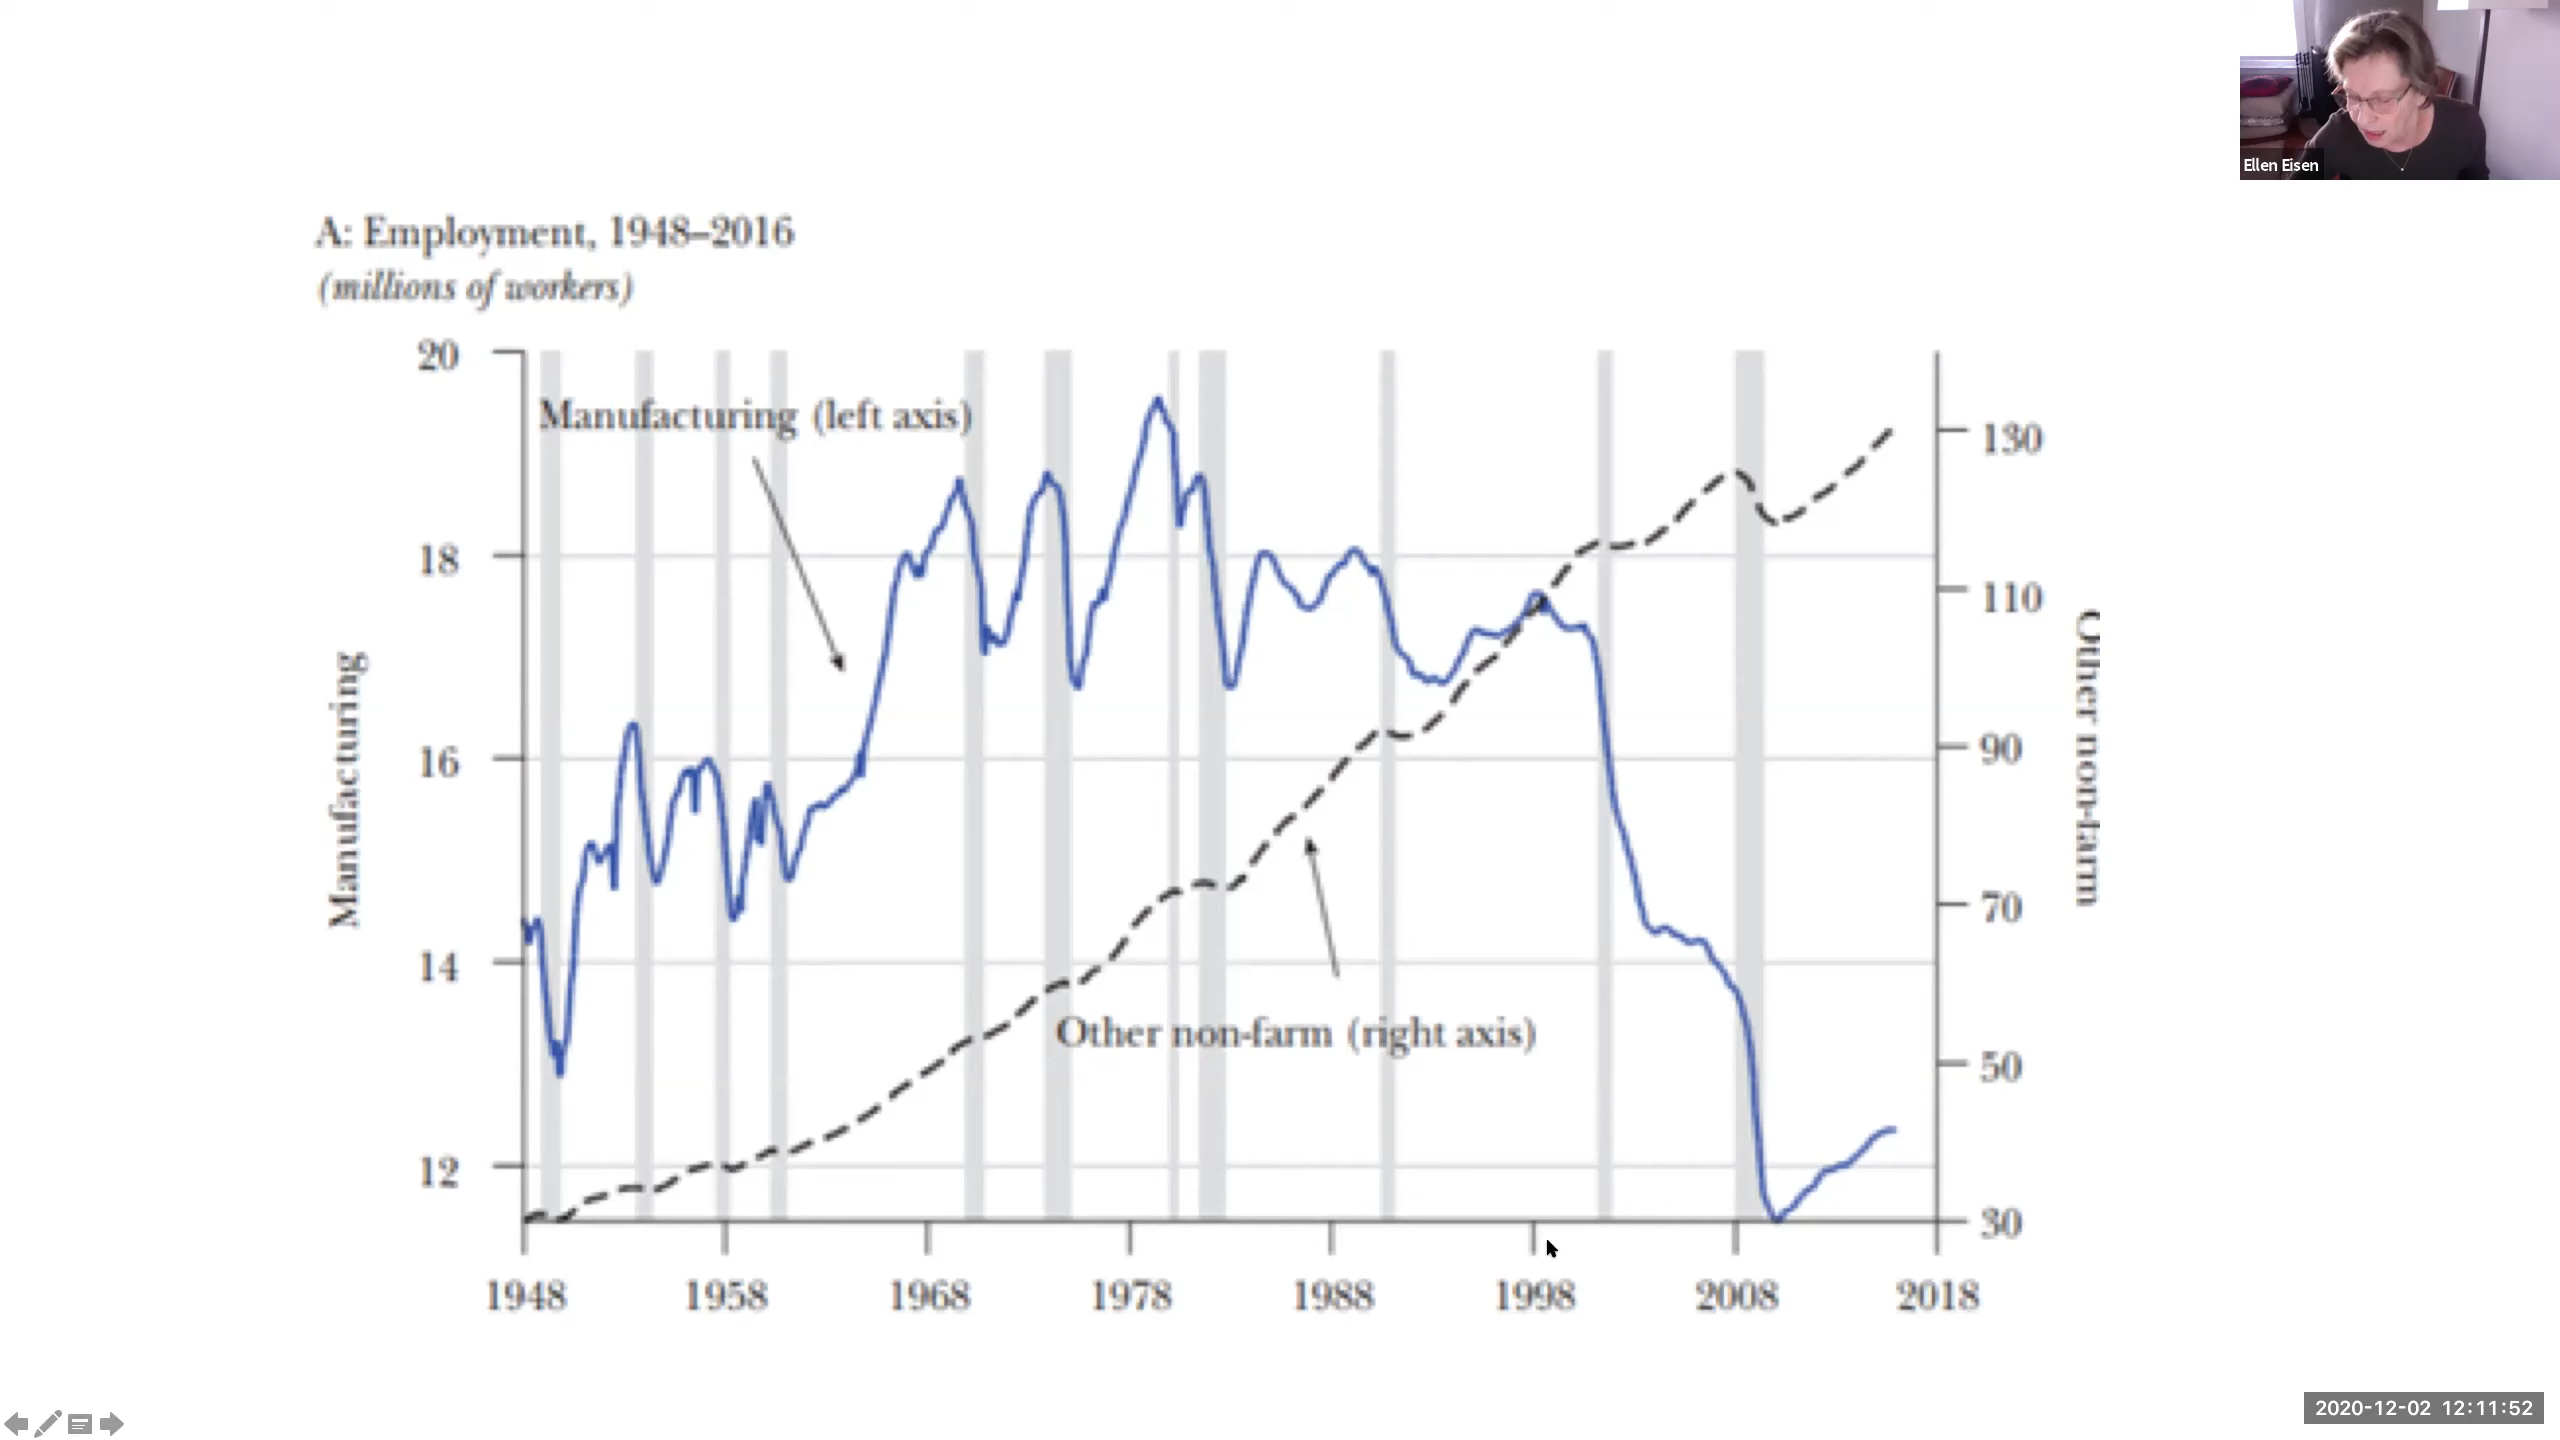 Ellen Eisen
A: Employment, 1948–2016
(millions of workers)
20
18
16
14
12
Manufacturing
Manufacturing (left axis)
Other non-farm (right axis)
130
110
90
70
50
30
Other non-farm
1948 1958 1968 1978 1988 1998 2008 2018
2020-12-02 12:11:52